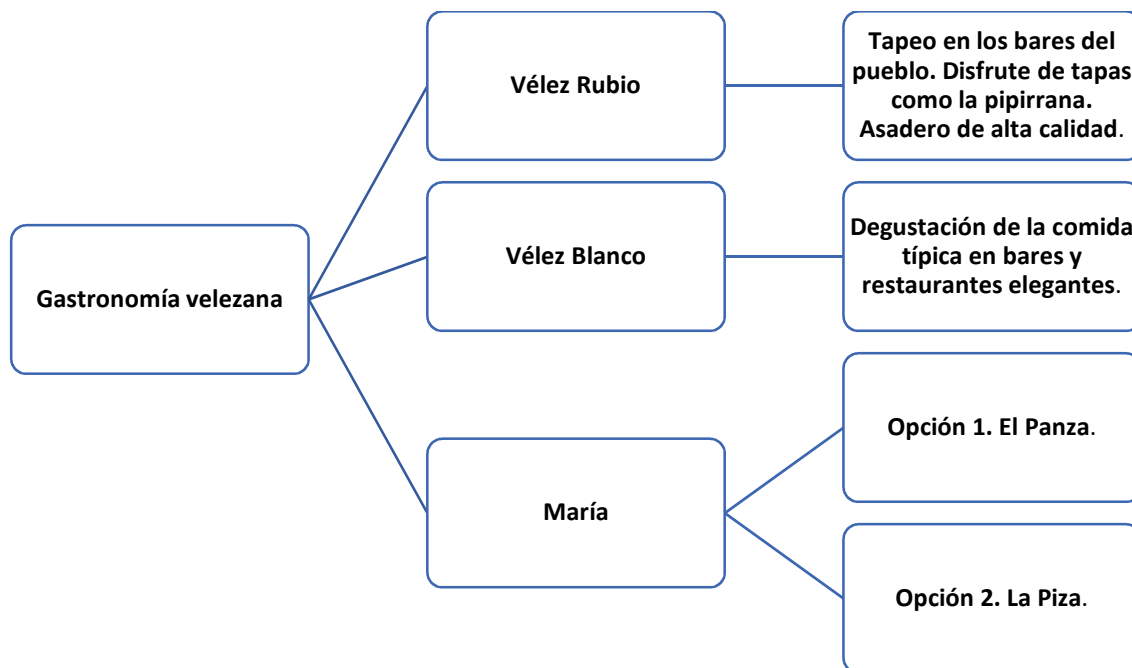 Gastronomía velezana
Vélez Rubio
Tapeo en los bares del
pueblo. Disfrute de tapas
como la pipirrana.
Asadero de alta calidad.
Vélez Blanco
Degustación de la comida
típica en bares y
restaurantes elegantes.
María
Opción 1. El Panza.
Opción 2. La Piza.